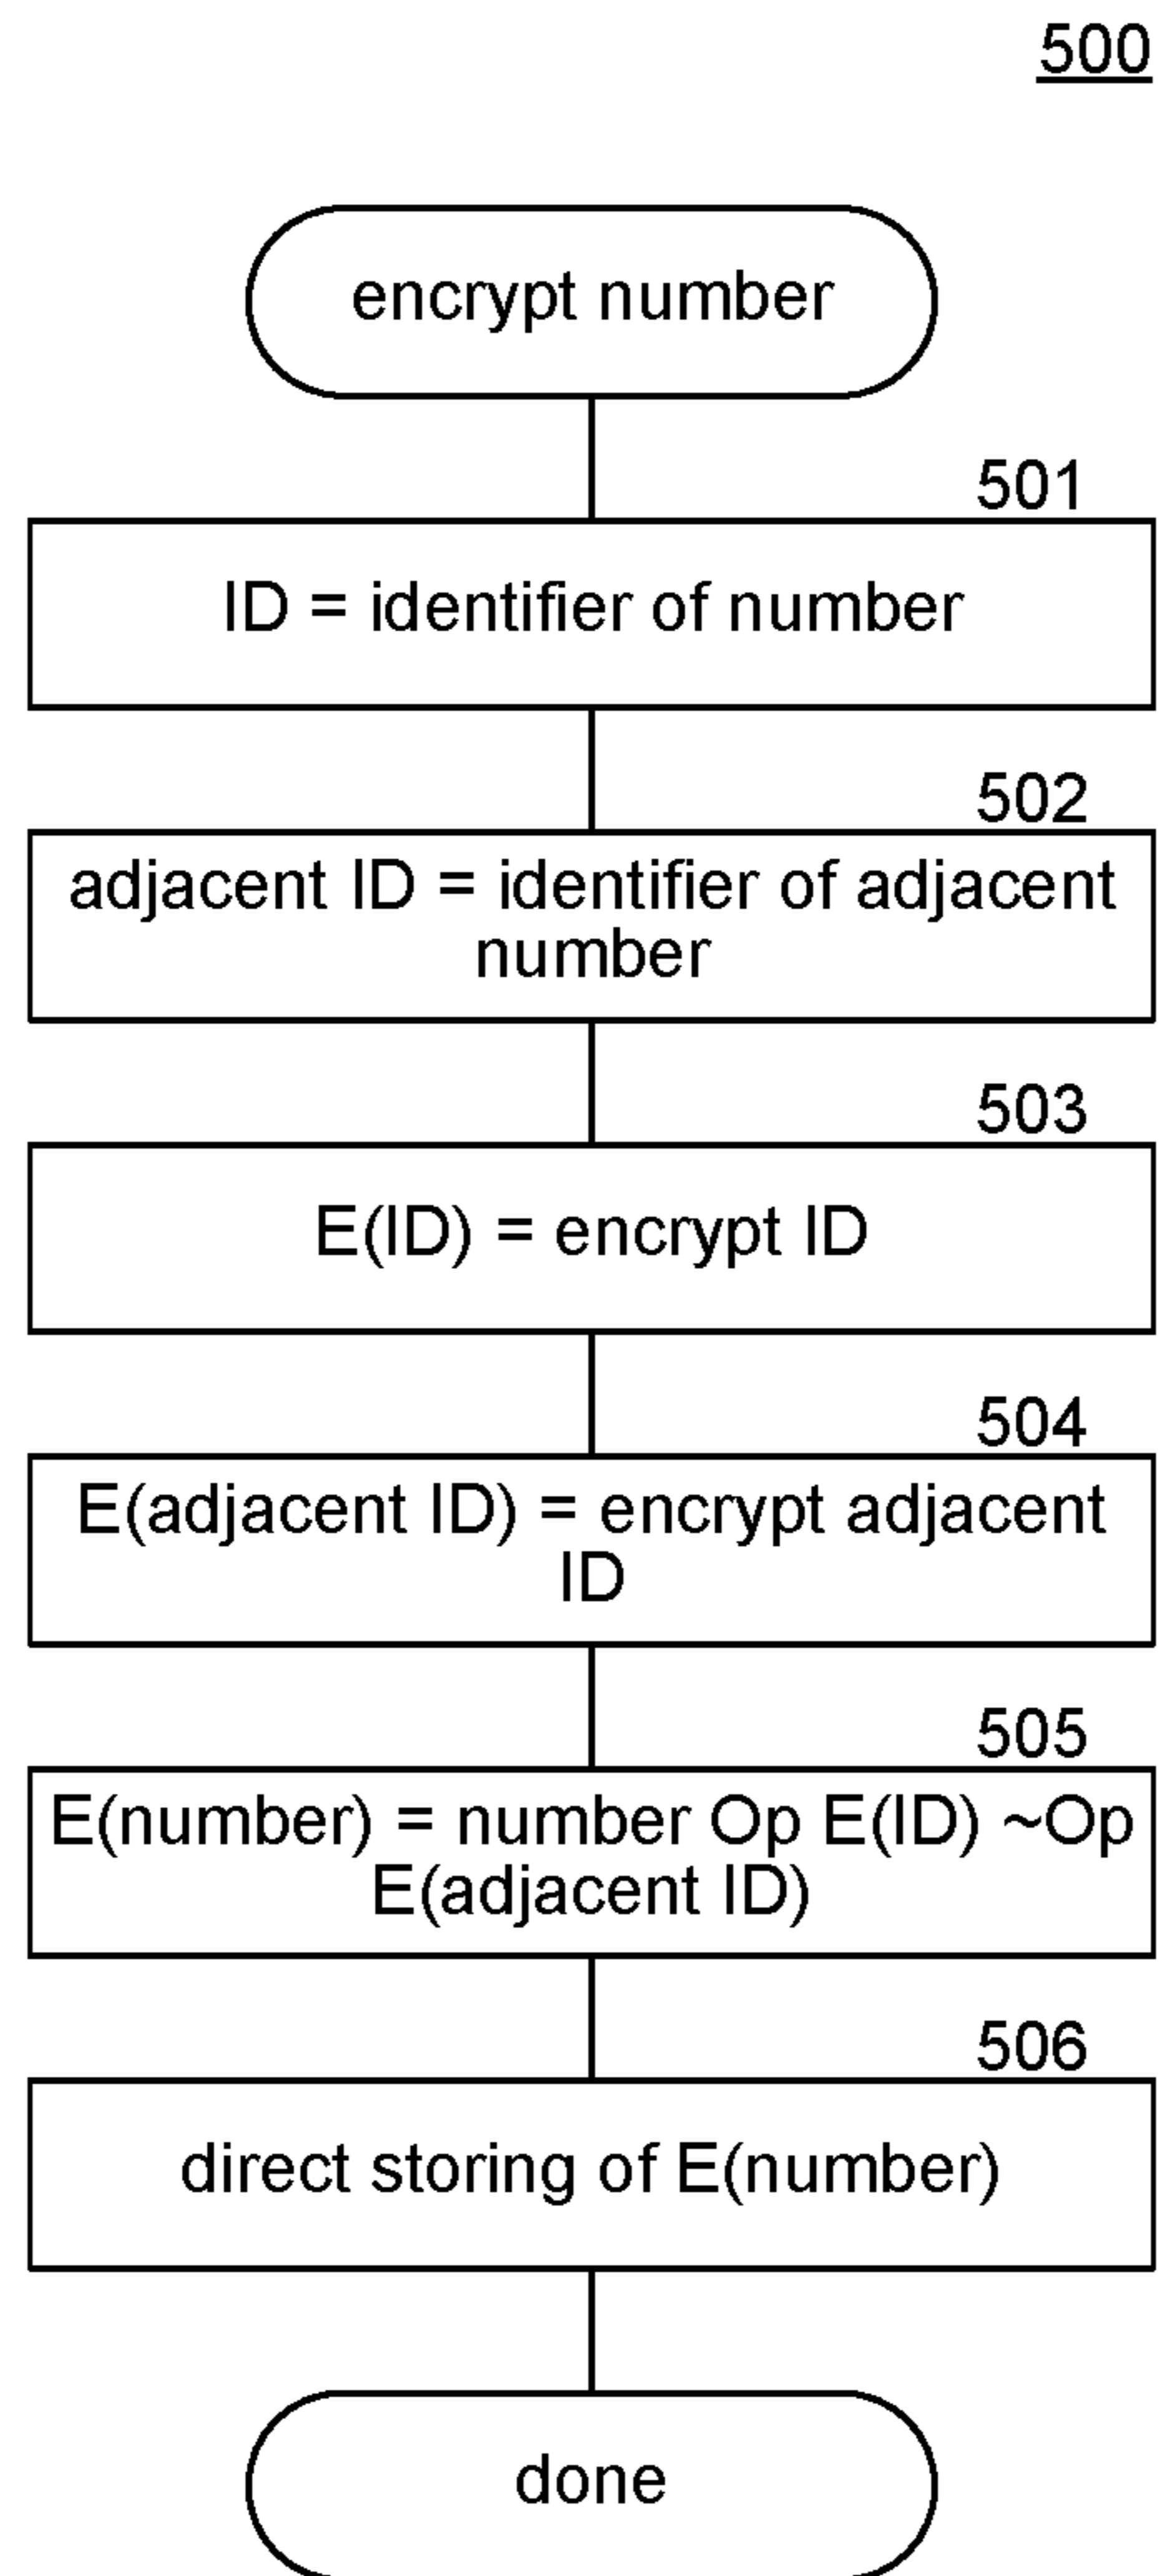 500
encrypt number
501
ID = identifier of number
502
adjacent ID = identifier of adjacent
number
503
E(ID) = encrypt ID
504
E(adjacent ID) = encrypt adjacent
ID
505
E(number) = number Op E(ID) ~Op
E(adjacent ID)
506
direct storing of E(number)
done